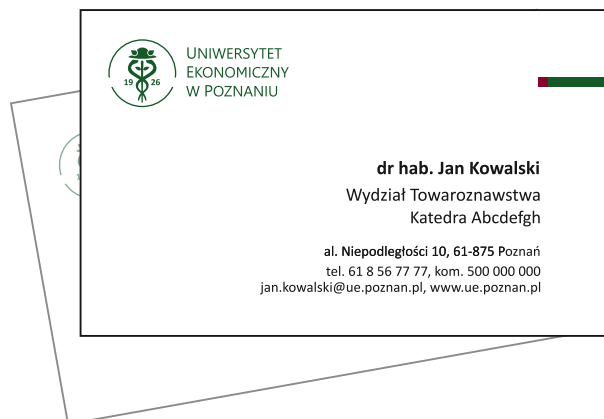 UNIWERSYTET
EKONOMICZNY
W POZNANIU
19 26
dr hab. Jan Kowalski
Wydział Towaroznawstwa
Katedra Abcdefgh
al. Niepodległości 10, 61-875 Poznań
tel. 61 8 56 77 77, kom. 500 000 000
jan.kowalski@ue.poznan.pl, www.ue.poznan.pl